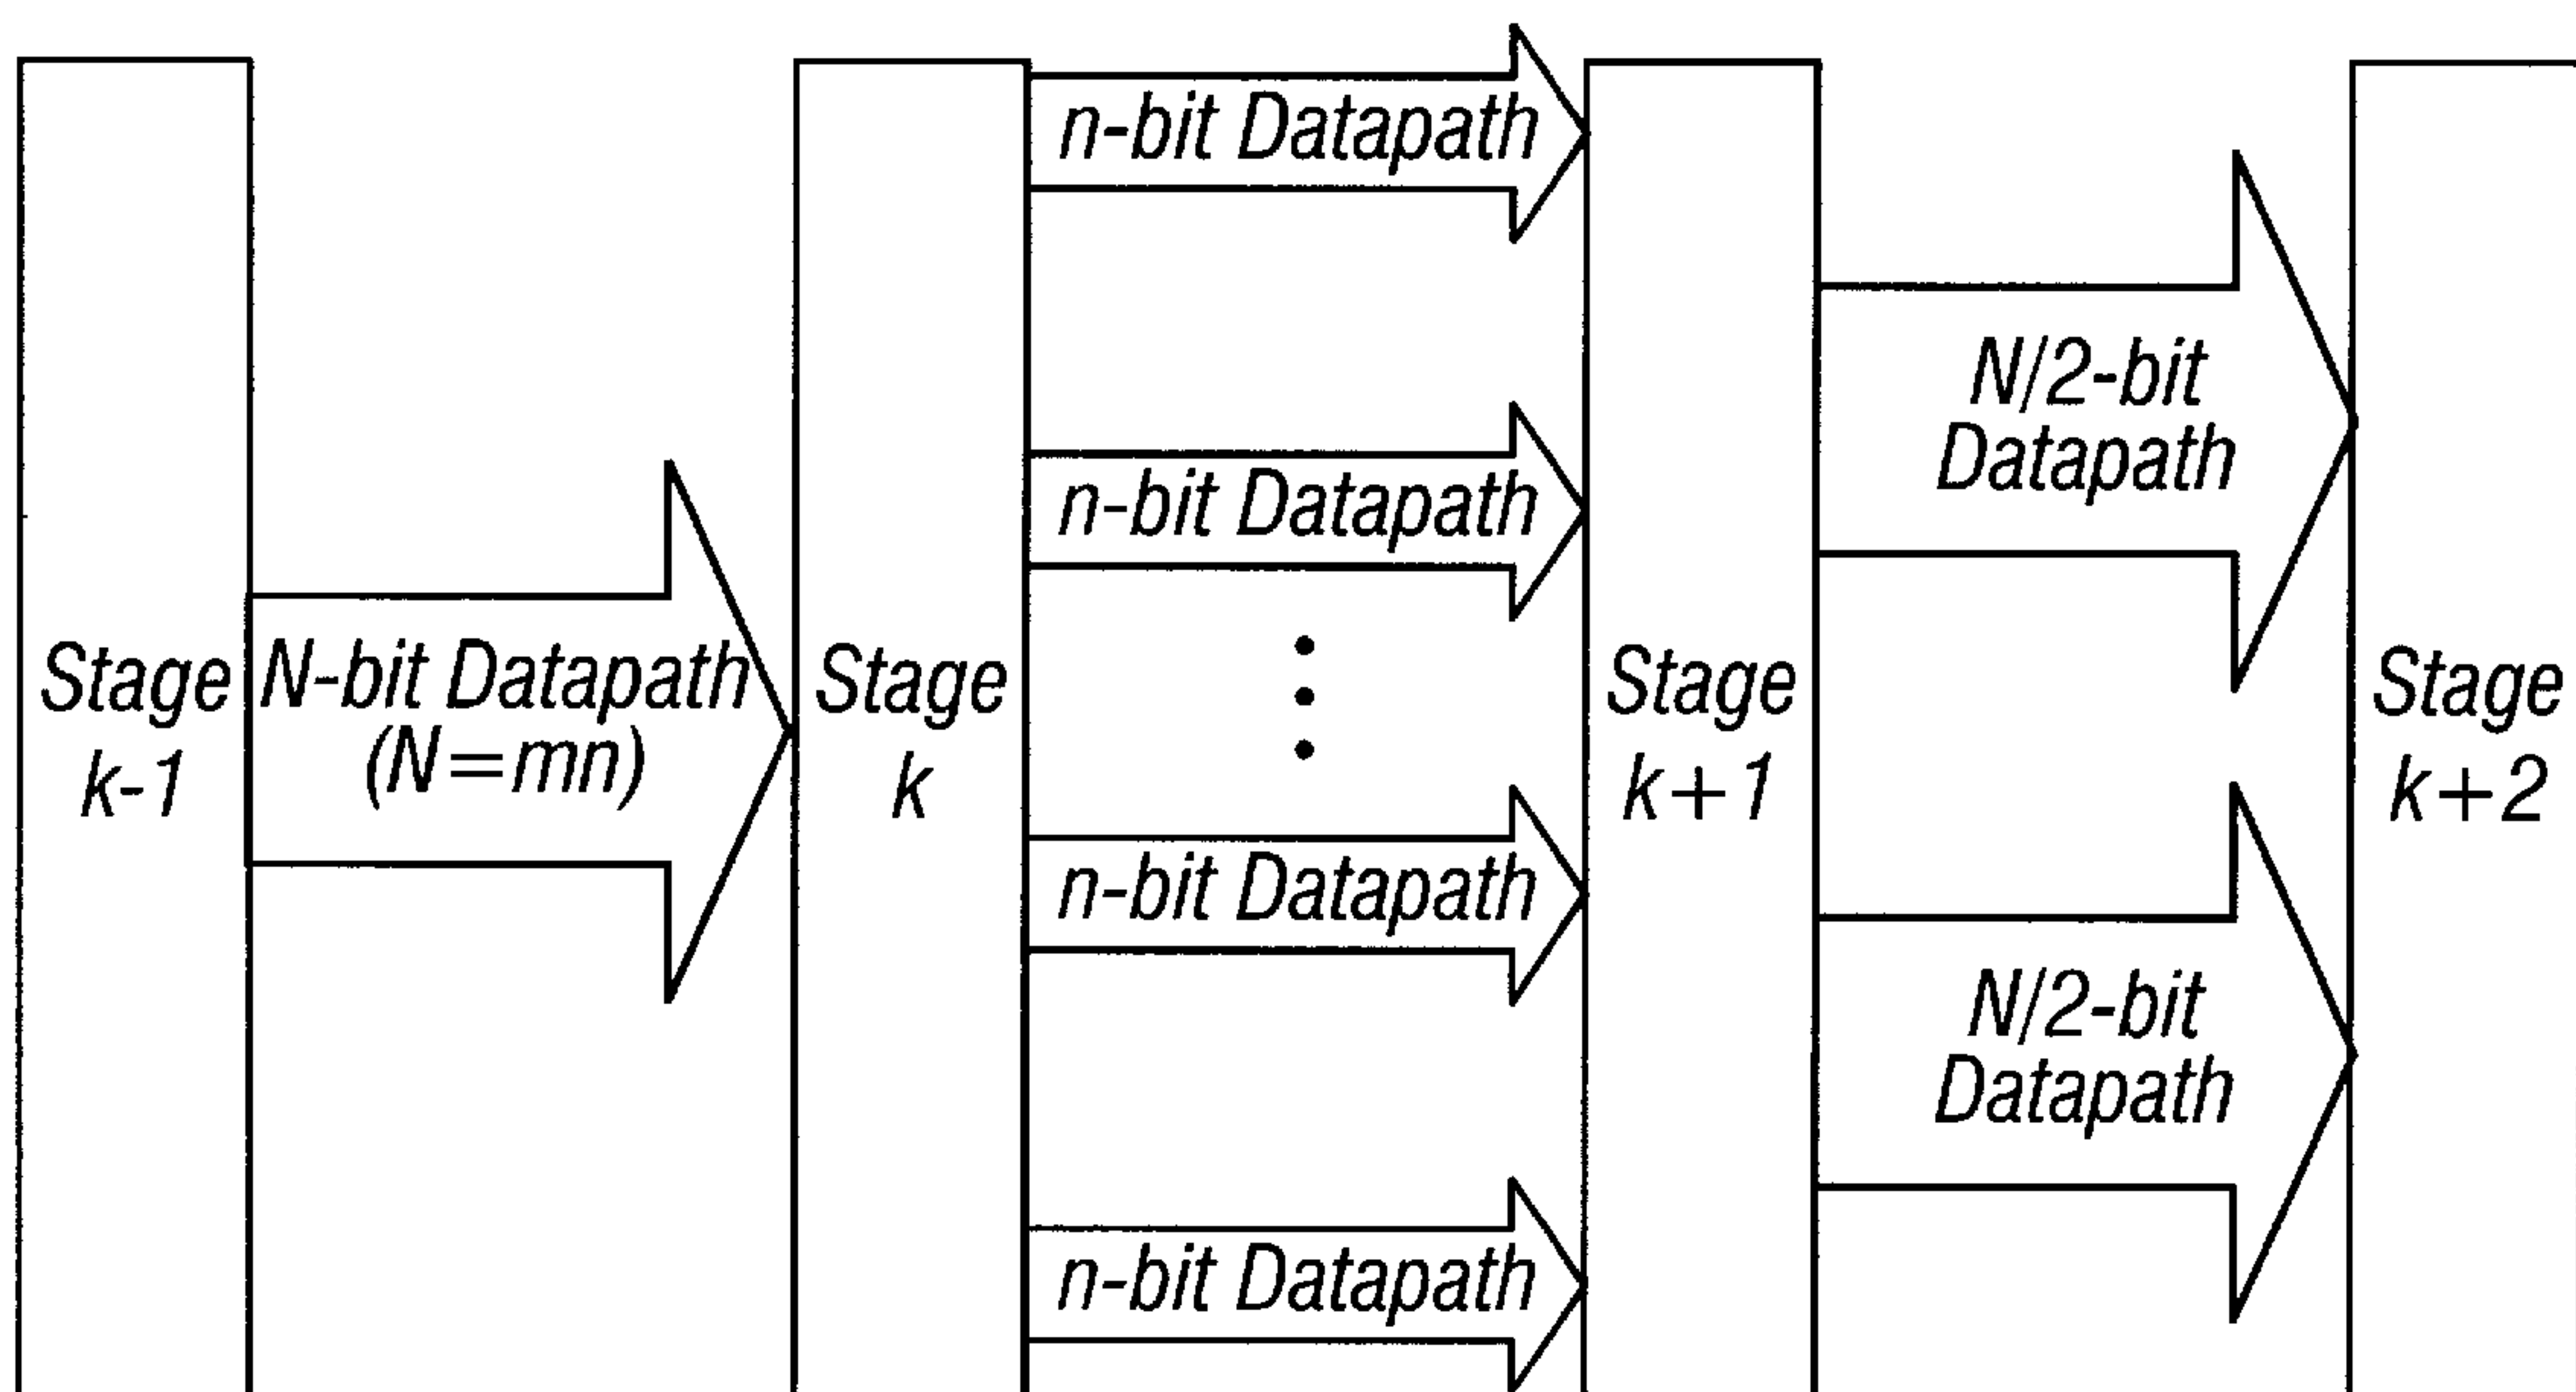 Stage
k-1
N-bit Datapath
(N=mn)
Stage
k
n-bit Datapath
n-bit Datapath
n-bit Datapath
n-bit Datapath
Stage
k+1
N/2-bit
Datapath
N/2-bit
Datapath
Stage
k+2